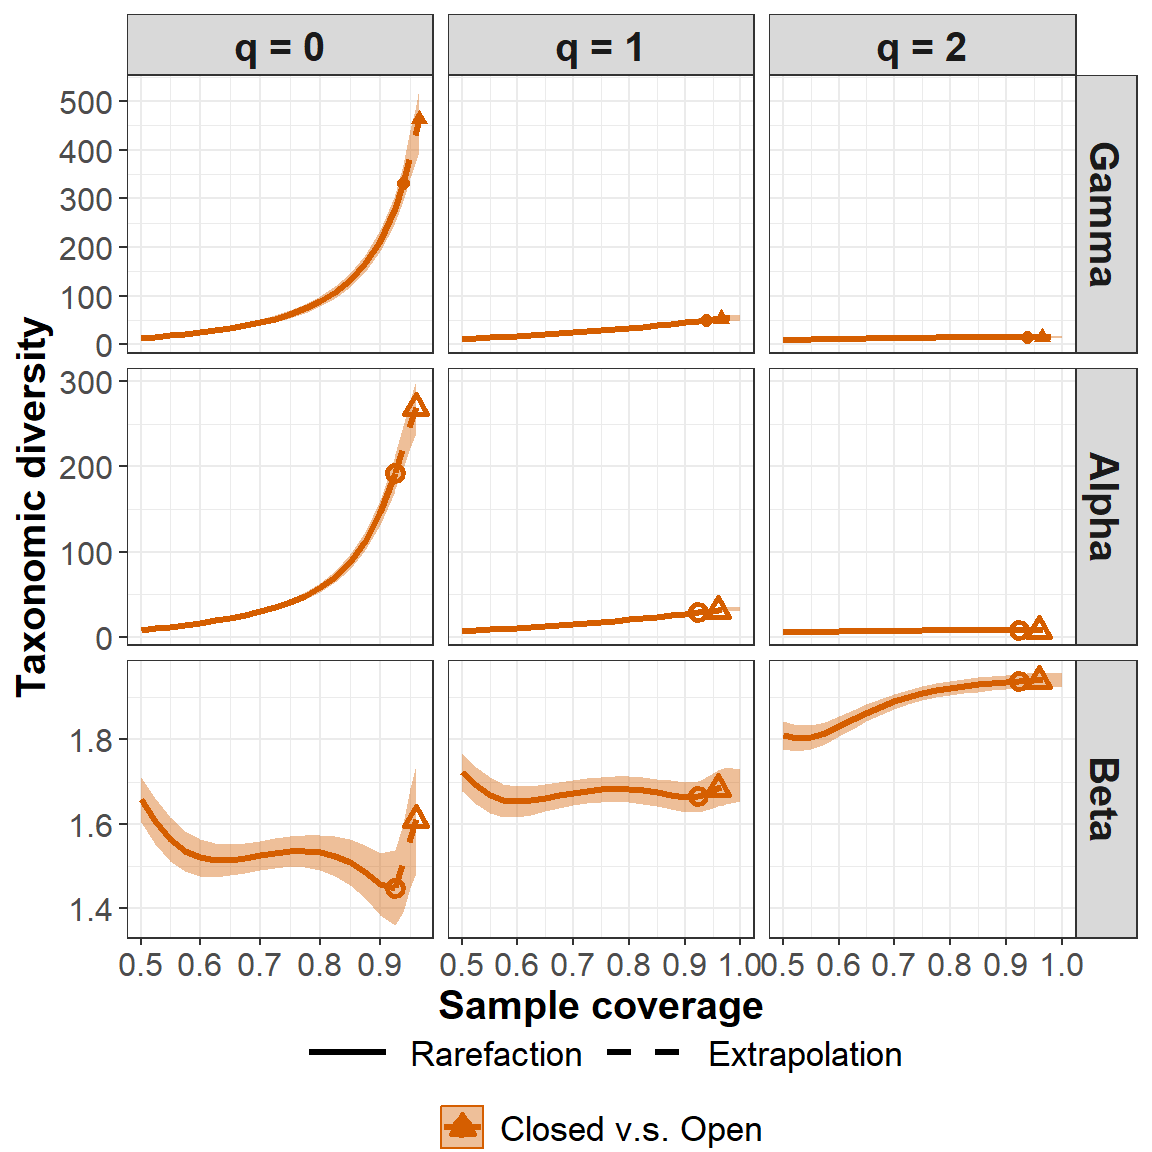 q = 0 q = 1 q = 2
500
400
300
200
100
0
Gamma
300
200
100
0
Alpha
1.8
1.6
1.4
Beta
Taxonomic diversity
0.5 0.6 0.7 0.8 0.9 0.5 0.6 0.7 0.8 0.9 1.0 0.5 0.6 0.7 0.8 0.9 1.0
Sample coverage
Rarefaction Extrapolation
Closed v.s. Open